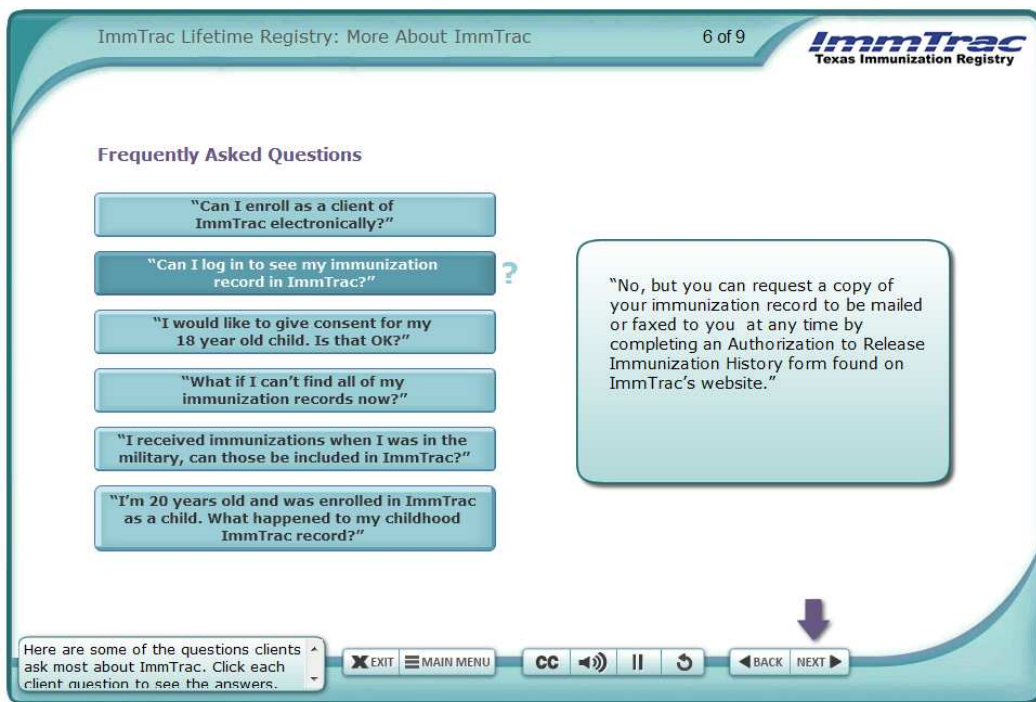 ImmTrac Lifetime Registry: More About ImmTrac
6 of 9
ImmTrac
Texas Immunization Registry
Frequently Asked Questions
“Can I enroll as a client of
ImmTrac electronically?”
“Can I log in to see my immunization
record in ImmTrac?”
?
“I would like to give consent for my
18 year old child. Is that OK?”
“What if I can’t find all of my
immunization records now?”
“I received immunizations when I was in the
military, can those be included in ImmTrac?”
“I’m 20 years old and was enrolled in ImmTrac
as a child. What happened to my childhood
ImmTrac record?”
“No, but you can request a copy of
your immunization record to be mailed
or faxed to you at any time by
completing an Authorization to Release
Immunization History form found on
ImmTrac’s website.”
Here are some of the questions clients
ask most about ImmTrac. Click each
client question to see the answers.
X EXIT
MAIN MENU
CC
BACK
NEXT